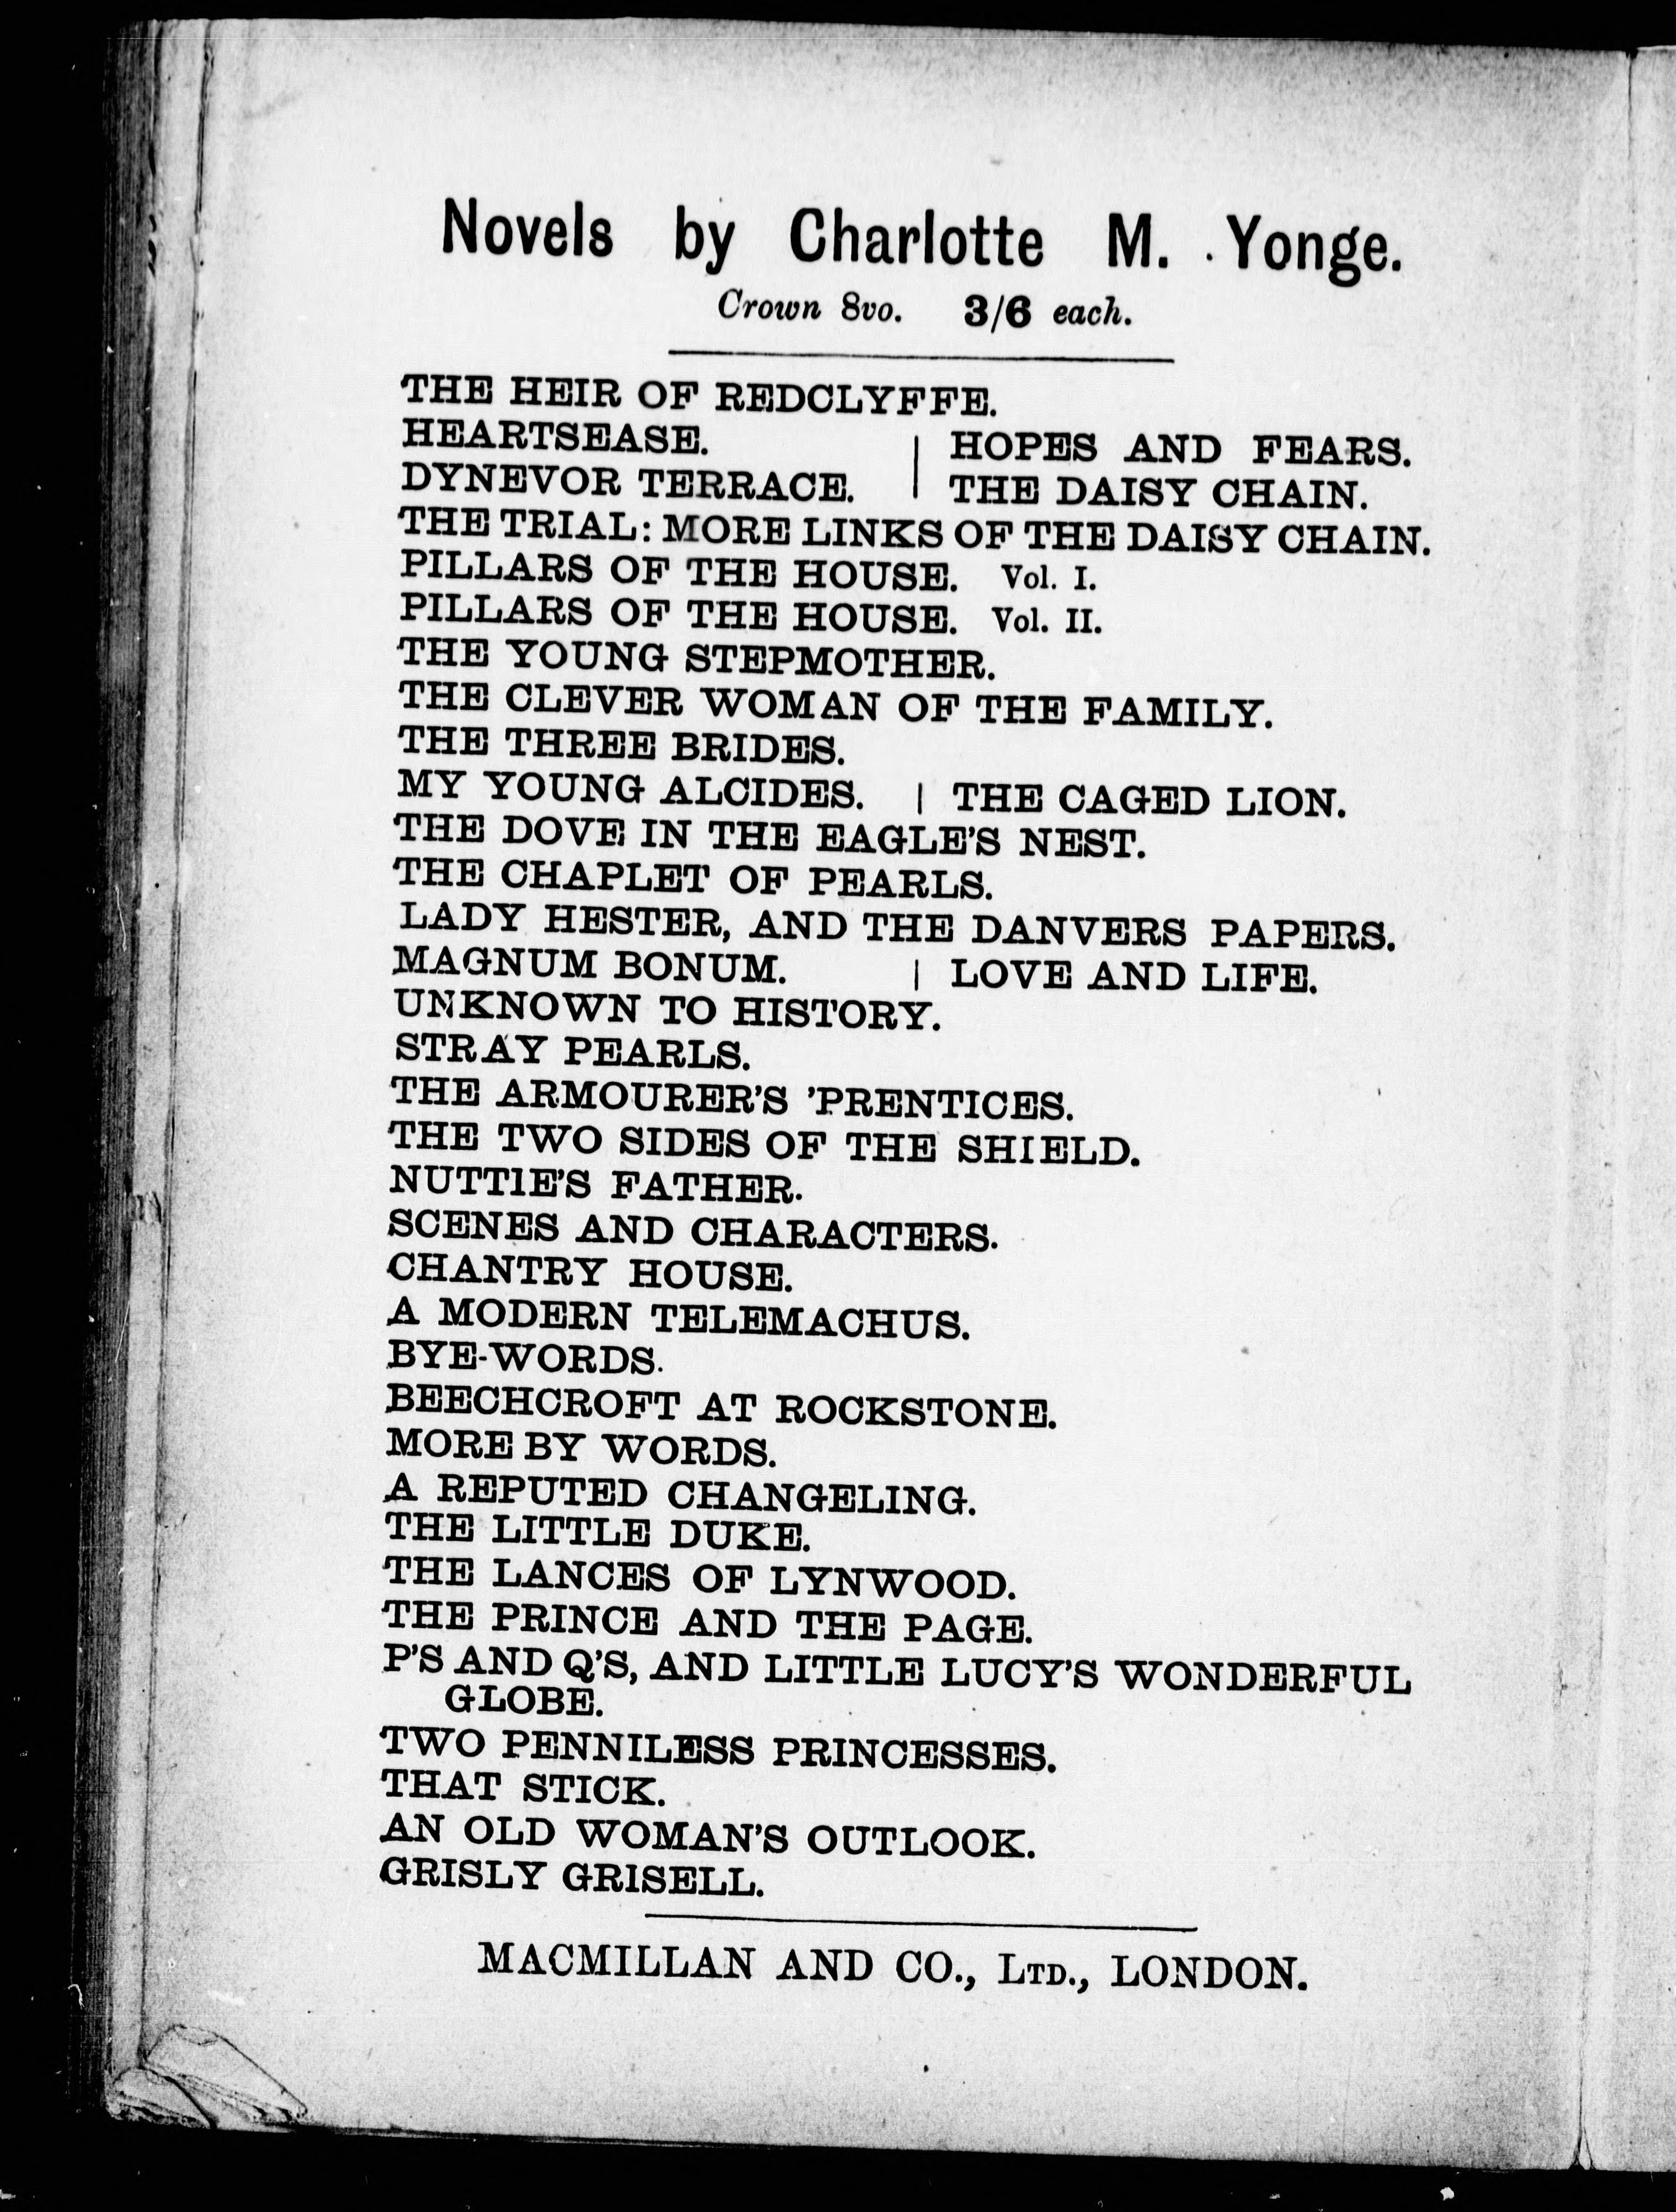 Novels by Charlotte M. Yonge.
Crown 8vo. 3/6 each.
THE HEIR OF REDCLYFFE.
HEARTSEASE. | HOPES AND FEARS.
DYNEVOR TERRACE. | THE DAISY CHAIN.
THE TRIAL: MORE LINKS OF THE DAISY CHAIN.
PILLARS OF THE HOUSE. Vol. I.
PILLARS OF THE HOUSE. Vol. II.
THE YOUNG STEPMOTHER.
THE CLEVER WOMAN OF THE FAMILY.
THE THREE BRIDES.
MY YOUNG ALCIDES. | THE CAGED LION.
THE DOVE IN THE EAGLE'S NEST.
THE CHAPLET OF PEARLS.
LADY HESTER, AND THE DANVERS PAPERS.
MAGNUM BONUM. | LOVE AND LIFE.
UNKNOWN TO HISTORY.
STRAY PEARLS.
THE ARMOURER'S 'PRENTICES.
THE TWO SIDES OF THE SHIELD.
NUTTIE'S FATHER.
SCENES AND CHARACTERS.
CHANTRY HOUSE.
A MODERN TELEMACHUS.
BYE-WORDS.
BEECHCROFT AT ROCKSTONE.
MORE BY WORDS.
A REPUTED CHANGELING.
THE LITTLE DUKE.
THE LANCES OF LYNWOOD.
THE PRINCE AND THE PAGE.
P'S AND Q'S, AND LITTLE LUCY'S WONDERFUL
GLOBE.
TWO PENNILESS PRINCESSES.
THAT STICK.
AN OLD WOMAN'S OUTLOOK.
GRISLY GRISELL.
MACMILLAN AND CO., LTD., LONDON.